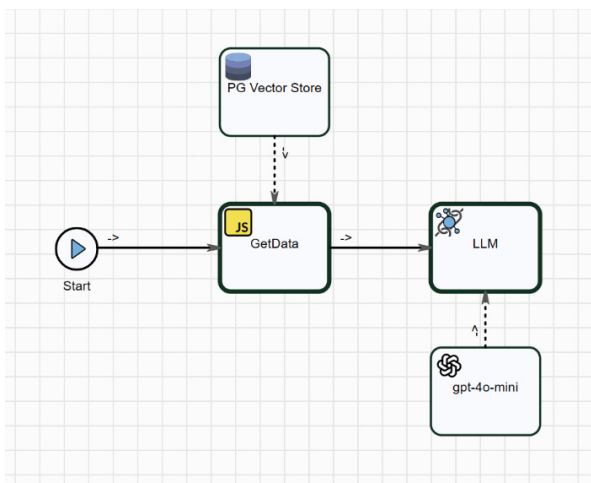 PG Vector Store
->
->
JS
GetData
->
LLM
Start
->
gpt-4o-mini